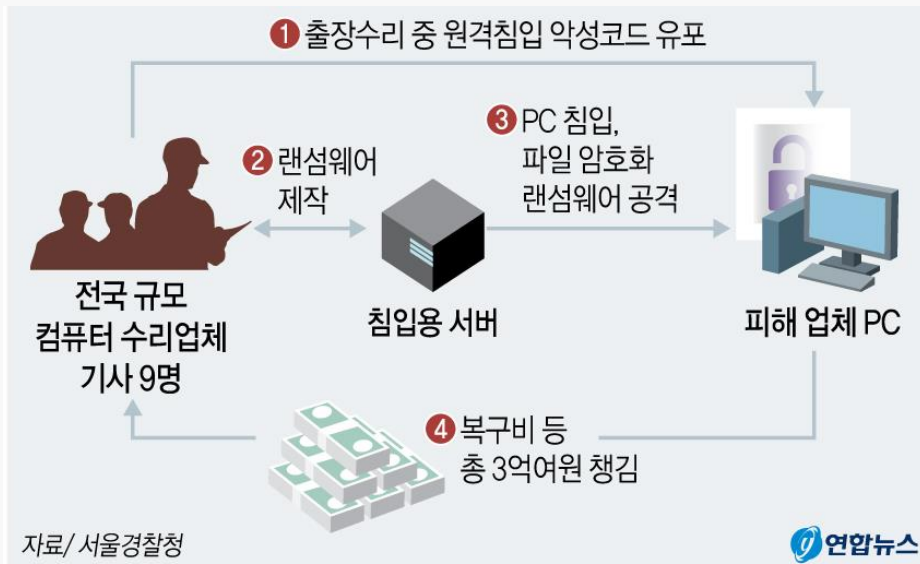 1 출장수리 중 원격침입 악성코드 유포
2 랜섬웨어
제작
3 PC 침입,
파일 암호화
랜섬웨어 공격
전국 규모
컴퓨터 수리업체
기사 9명
침입용 서버
피해 업체 PC
4 복구비 등
총 3억여원 챙김
자료/ 서울경찰청
y 연합뉴스